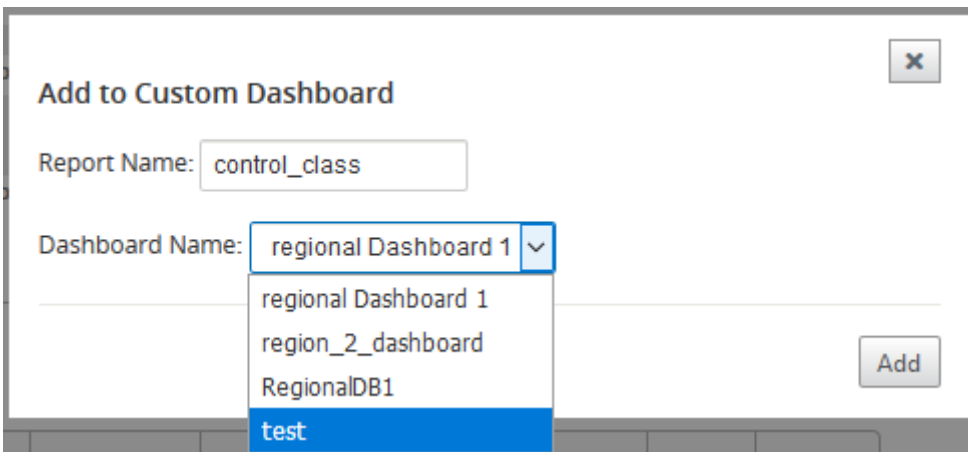 Add to Custom Dashboard
Report Name: control_class
Dashboard Name: regional Dashboard 1
regional Dashboard 1
region_2_dashboard
RegionalDB1
Add
test